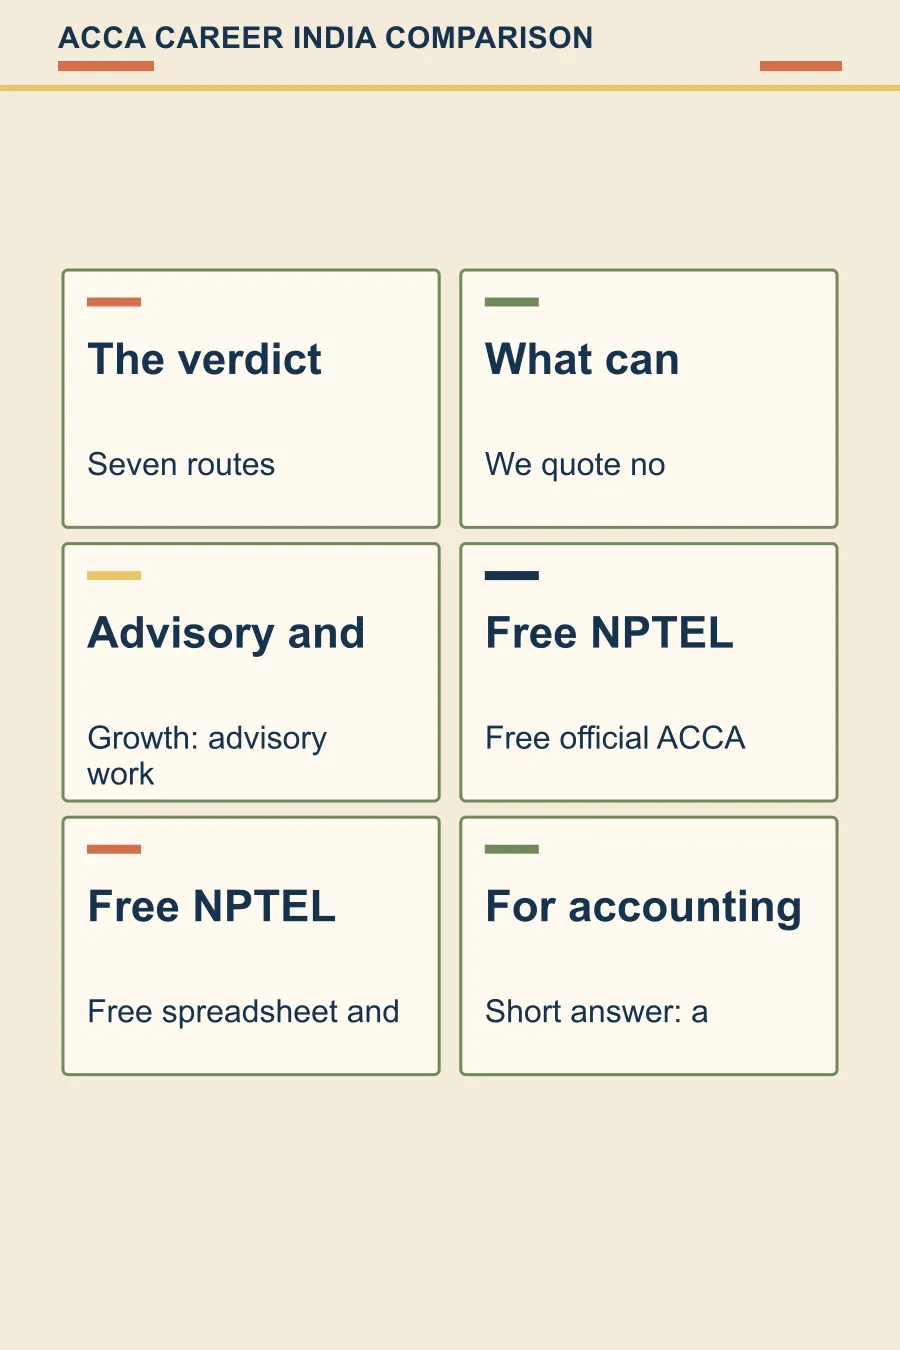 ACCA CAREER INDIA COMPARISON
The verdict
Seven routes
What can
We quote no
Advisory and
Growth: advisory
work
Free NPTEL
Free official ACCA
Free NPTEL
Free spreadsheet and
For accounting
Short answer: a